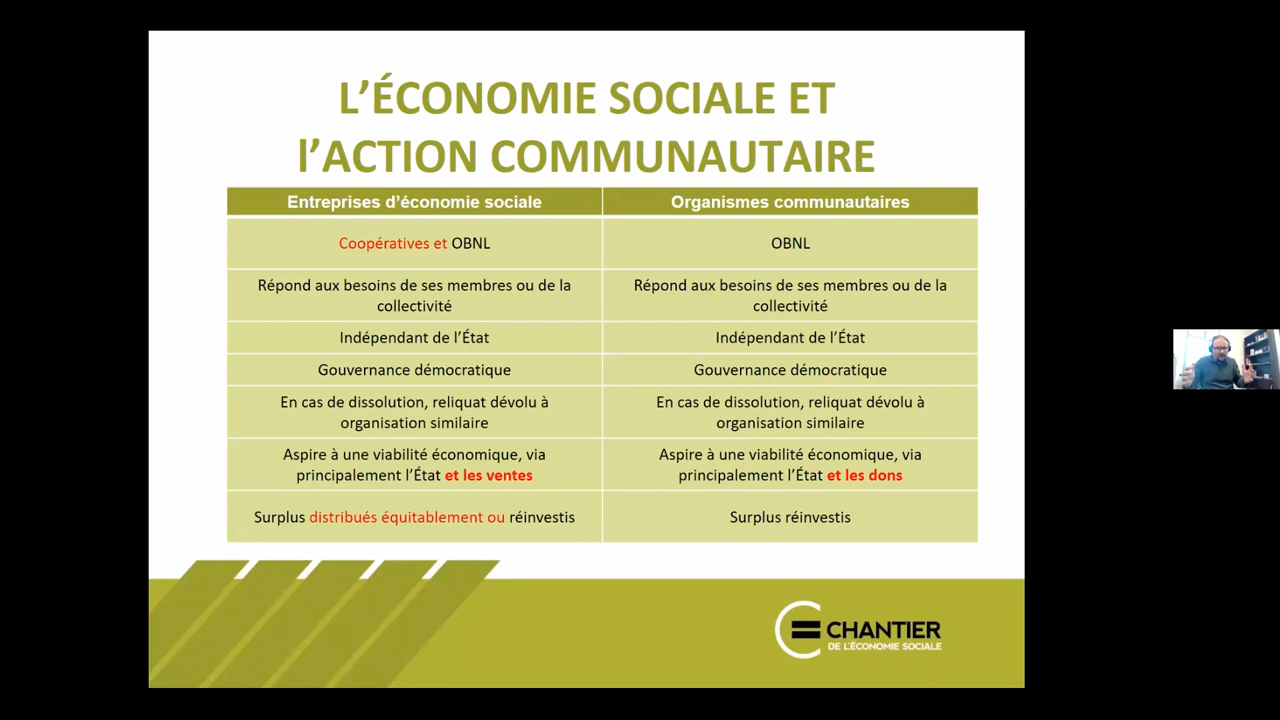 L’ÉCONOMIE SOCIALE ET
l’ACTION COMMUNAUTAIRE
Entreprises d’économie sociale
Organismes communautaires
Coopératives et OBNL
OBNL
Répond aux besoins de ses membres ou de la
collectivité
Répond aux besoins de ses membres ou de la
collectivité
Indépendant de l’État
Indépendant de l’État
Gouvernance démocratique
Gouvernance démocratique
En cas de dissolution, reliquat dévolu à
organisation similaire
En cas de dissolution, reliquat dévolu à
organisation similaire
Aspire à une viabilité économique, via
principalement l’État et les ventes
Aspire à une viabilité économique, via
principalement l’État et les dons
Surplus distribués équitablement ou réinvestis
Surplus réinvestis
CHANTIER
DE L’ÉCONOMIE SOCIALE